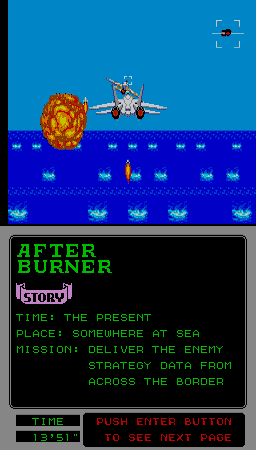 AFTER
BURNER
STORY
TIME: THE PRESENT
PLACE: SOMEWHERE AT SEA
MISSION: DELIVER THE ENEMY
STRATEGY DATA FROM
ACROSS THE BORDER
TIME
13'51"
PUSH ENTER BUTTON
TO SEE NEXT PAGE